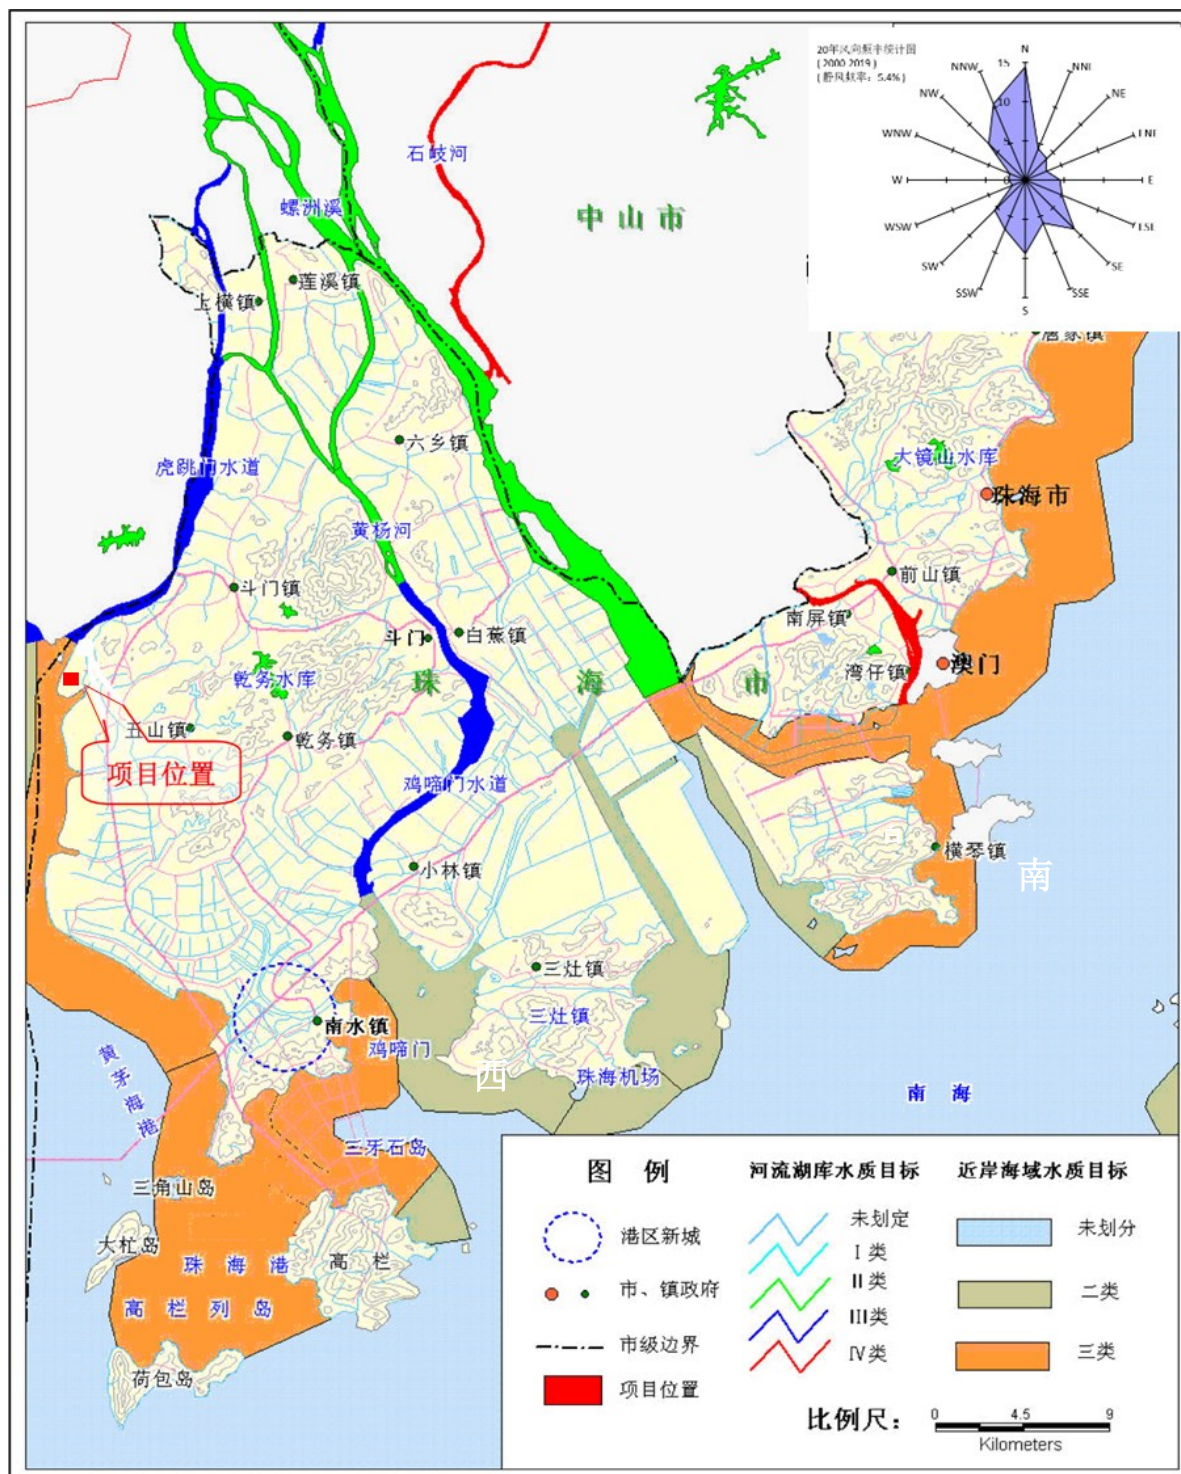 20年风向频率统计图
( 2000 2019 )
( 静风频率：5.4% )
N
NNW
15
NW
10
NE
WNW
W
E
WSW
SW
SE
SSW
SSE
S
石岐河
螺洲溪
中山市
莲溪镇
上横镇
六乡镇
大镜山水库
虎跳门水道
珠海市
黄杨河
前山镇
斗门镇
南屏镇
斗门
白蕉镇
澳门
湾仔镇
乾务水库
珠 海 市
五山镇
乾务镇
项目位置
鸡啼门水道
小林镇
横琴镇
南
三灶镇
三灶镇
南水镇
鸡啼门
西
珠海机场
黄茅海港
南 海
三牙石岛
三角山岛
大杧岛
珠 海 港
高 栏
高 栏 列 岛
荷包岛
图 例
河流湖库水质目标
近岸海域水质目标
港区新城
未划定
未划分
I 类
市、镇政府
II类
二类
III类
市级边界
IV类
三类
项目位置
比例尺：
0 4.5 9
Kilometers